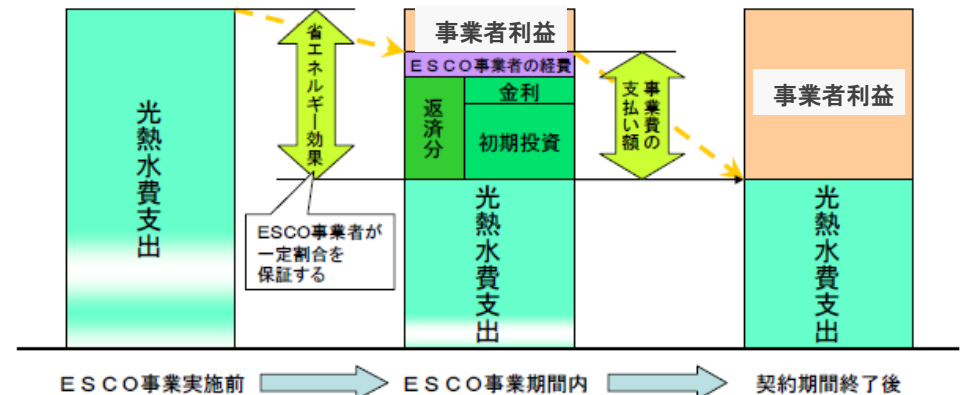 光熱水費支出
省エネルギー効果
ESCO事業者が
一定割合を
保証する
事業者利益
ESCO事業者の経費
返済分
金利
初期投資
光熱水費支出
事業費の
支払い額
事業者利益
光熱水費支出
ESCO事業実施前
ESCO事業期間内
契約期間終了後